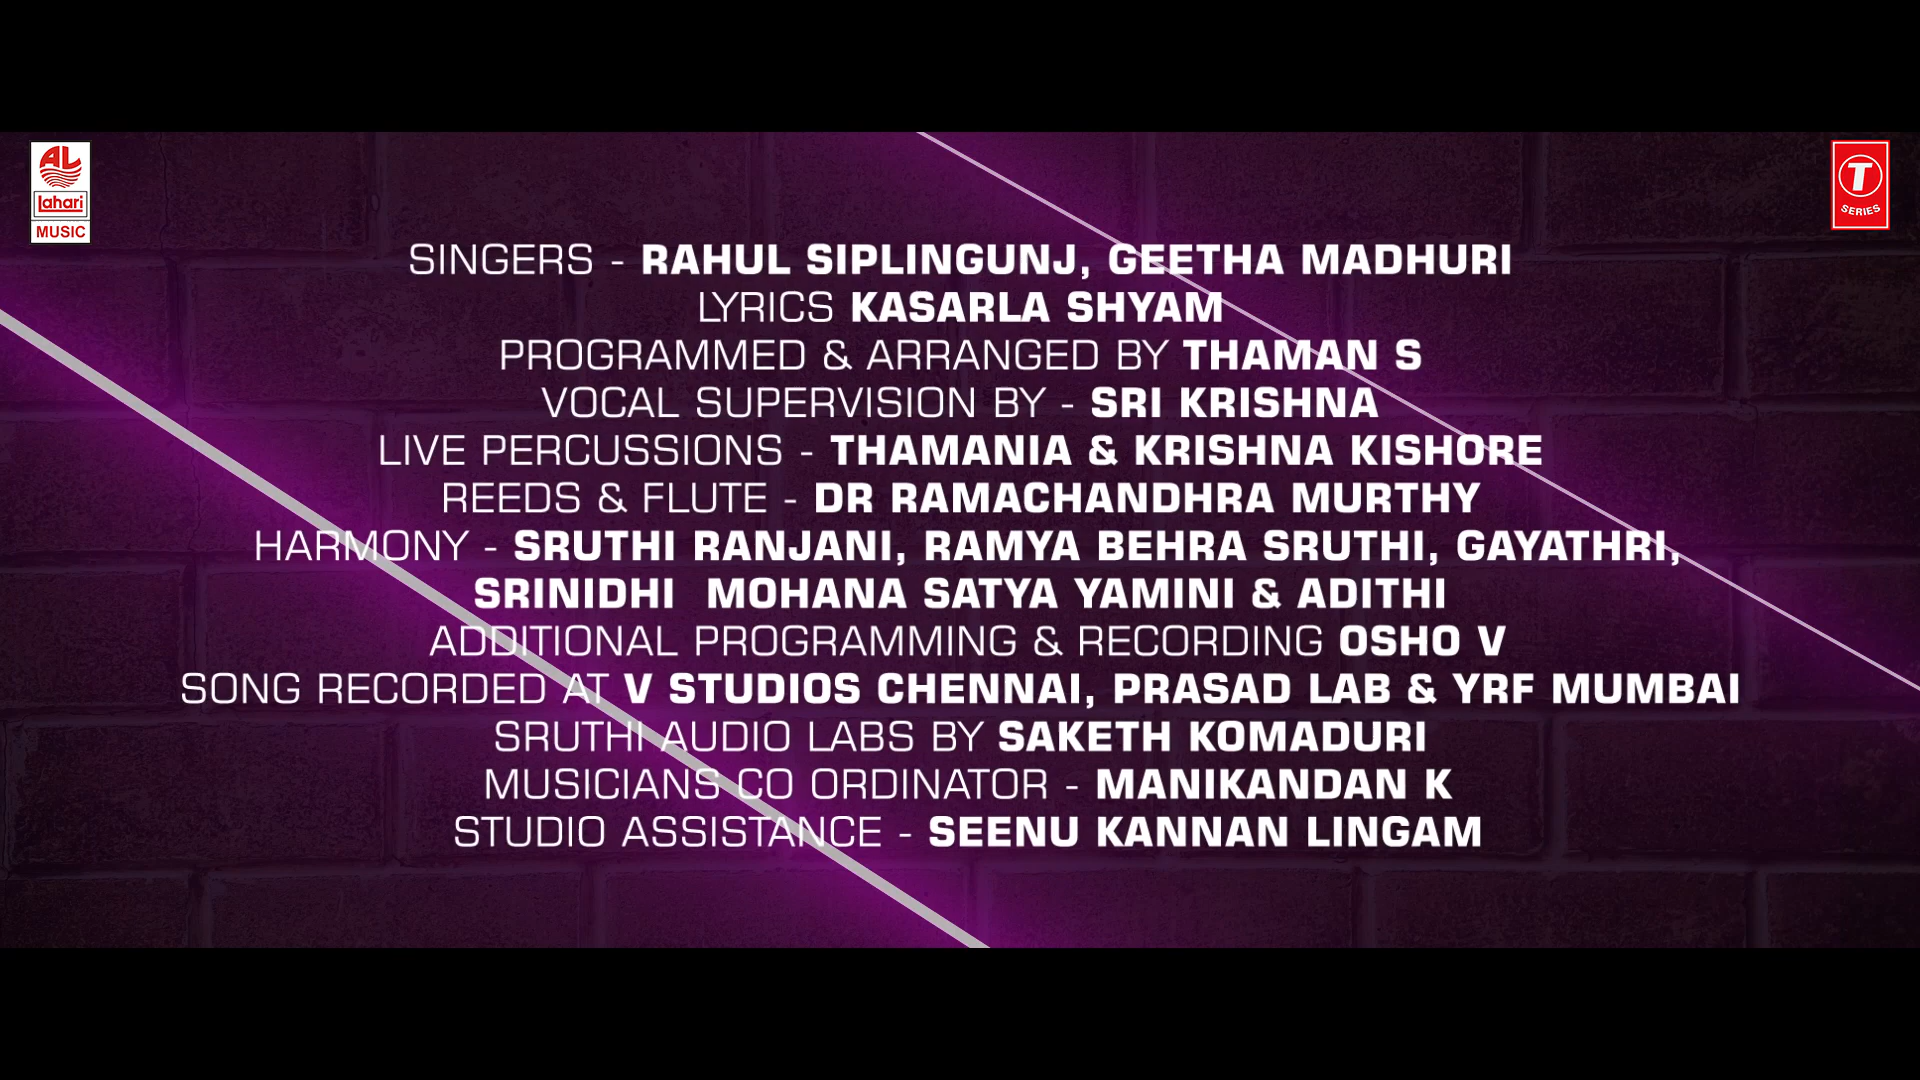 AL
lahari
MUSIC
T
SERIES
SINGERS - RAHUL SIPLINGUNJ, GEETHA MADHURI
LYRICS KASARLA SHYAM
PROGRAMMED & ARRANGED BY THAMAN S
VOCAL SUPERVISION BY - SRI KRISHNA
LIVE PERCUSSIONS - THAMANIA & KRISHNA KISHORE
REEDS & FLUTE - DR RAMACHANDHRA MURTHY
HARMONY - SRUTHI RANJANI, RAMYA BEHRA SRUTHI, GAYATHRI,
SRINIDHI  MOHANA SATYA YAMINI & ADITHI
ADDITIONAL PROGRAMMING & RECORDING OSHO V
SONG RECORDED AT V STUDIOS CHENNAI, PRASAD LAB & YRF MUMBAI
SRUTHI AUDIO LABS BY SAKETH KOMADURI
MUSICIANS CO ORDINATOR - MANIKANDAN K
STUDIO ASSISTANCE - SEENU KANNAN LINGAM